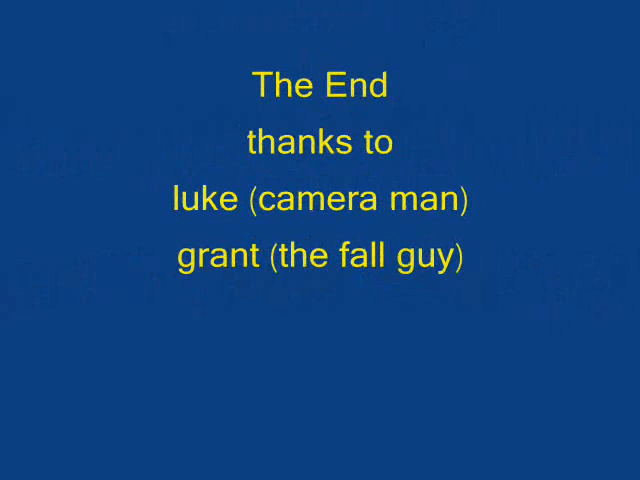 The End
thanks to
luke (camera man)
grant (the fall guy)